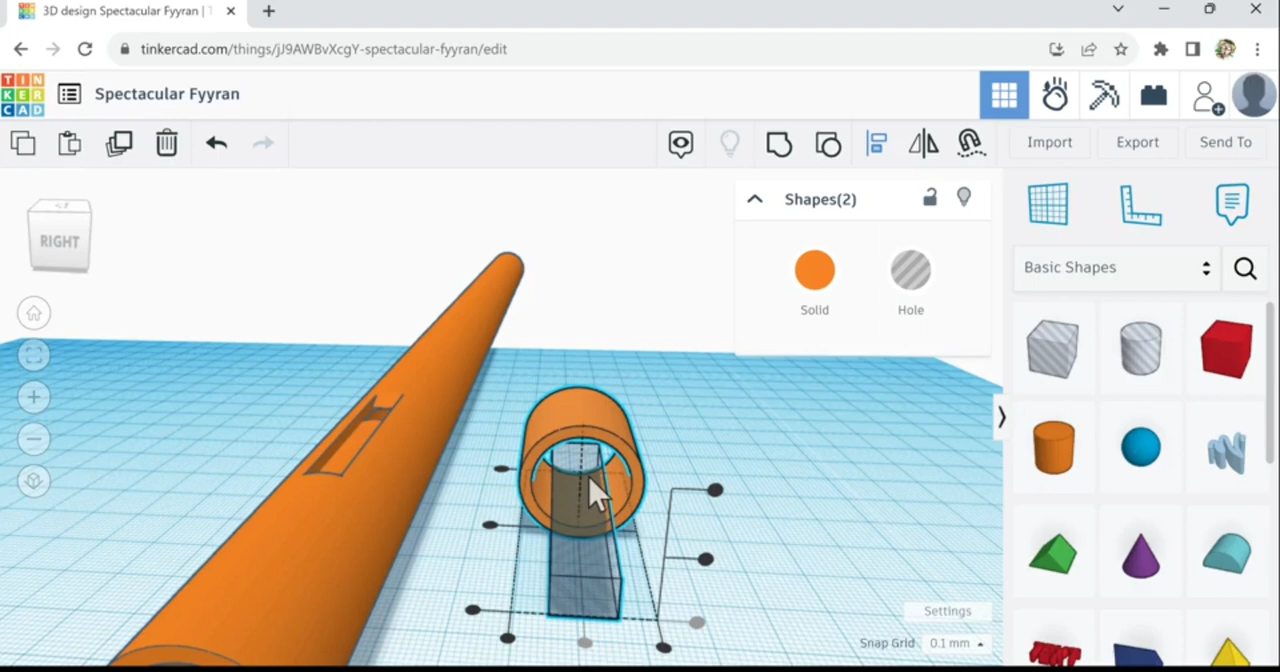 3D design Spectacular Fyyran | T
tinkercad.com/things/jJ9AWBvXcgY-spectacular-fyyran/edit
TIN
KER
CAD
Spectacular Fyyran
Import
Export
Send To
Shapes(2)
RIGHT
Solid
Hole
Basic Shapes
TEXT
Settings
Snap Grid 0.1 mm